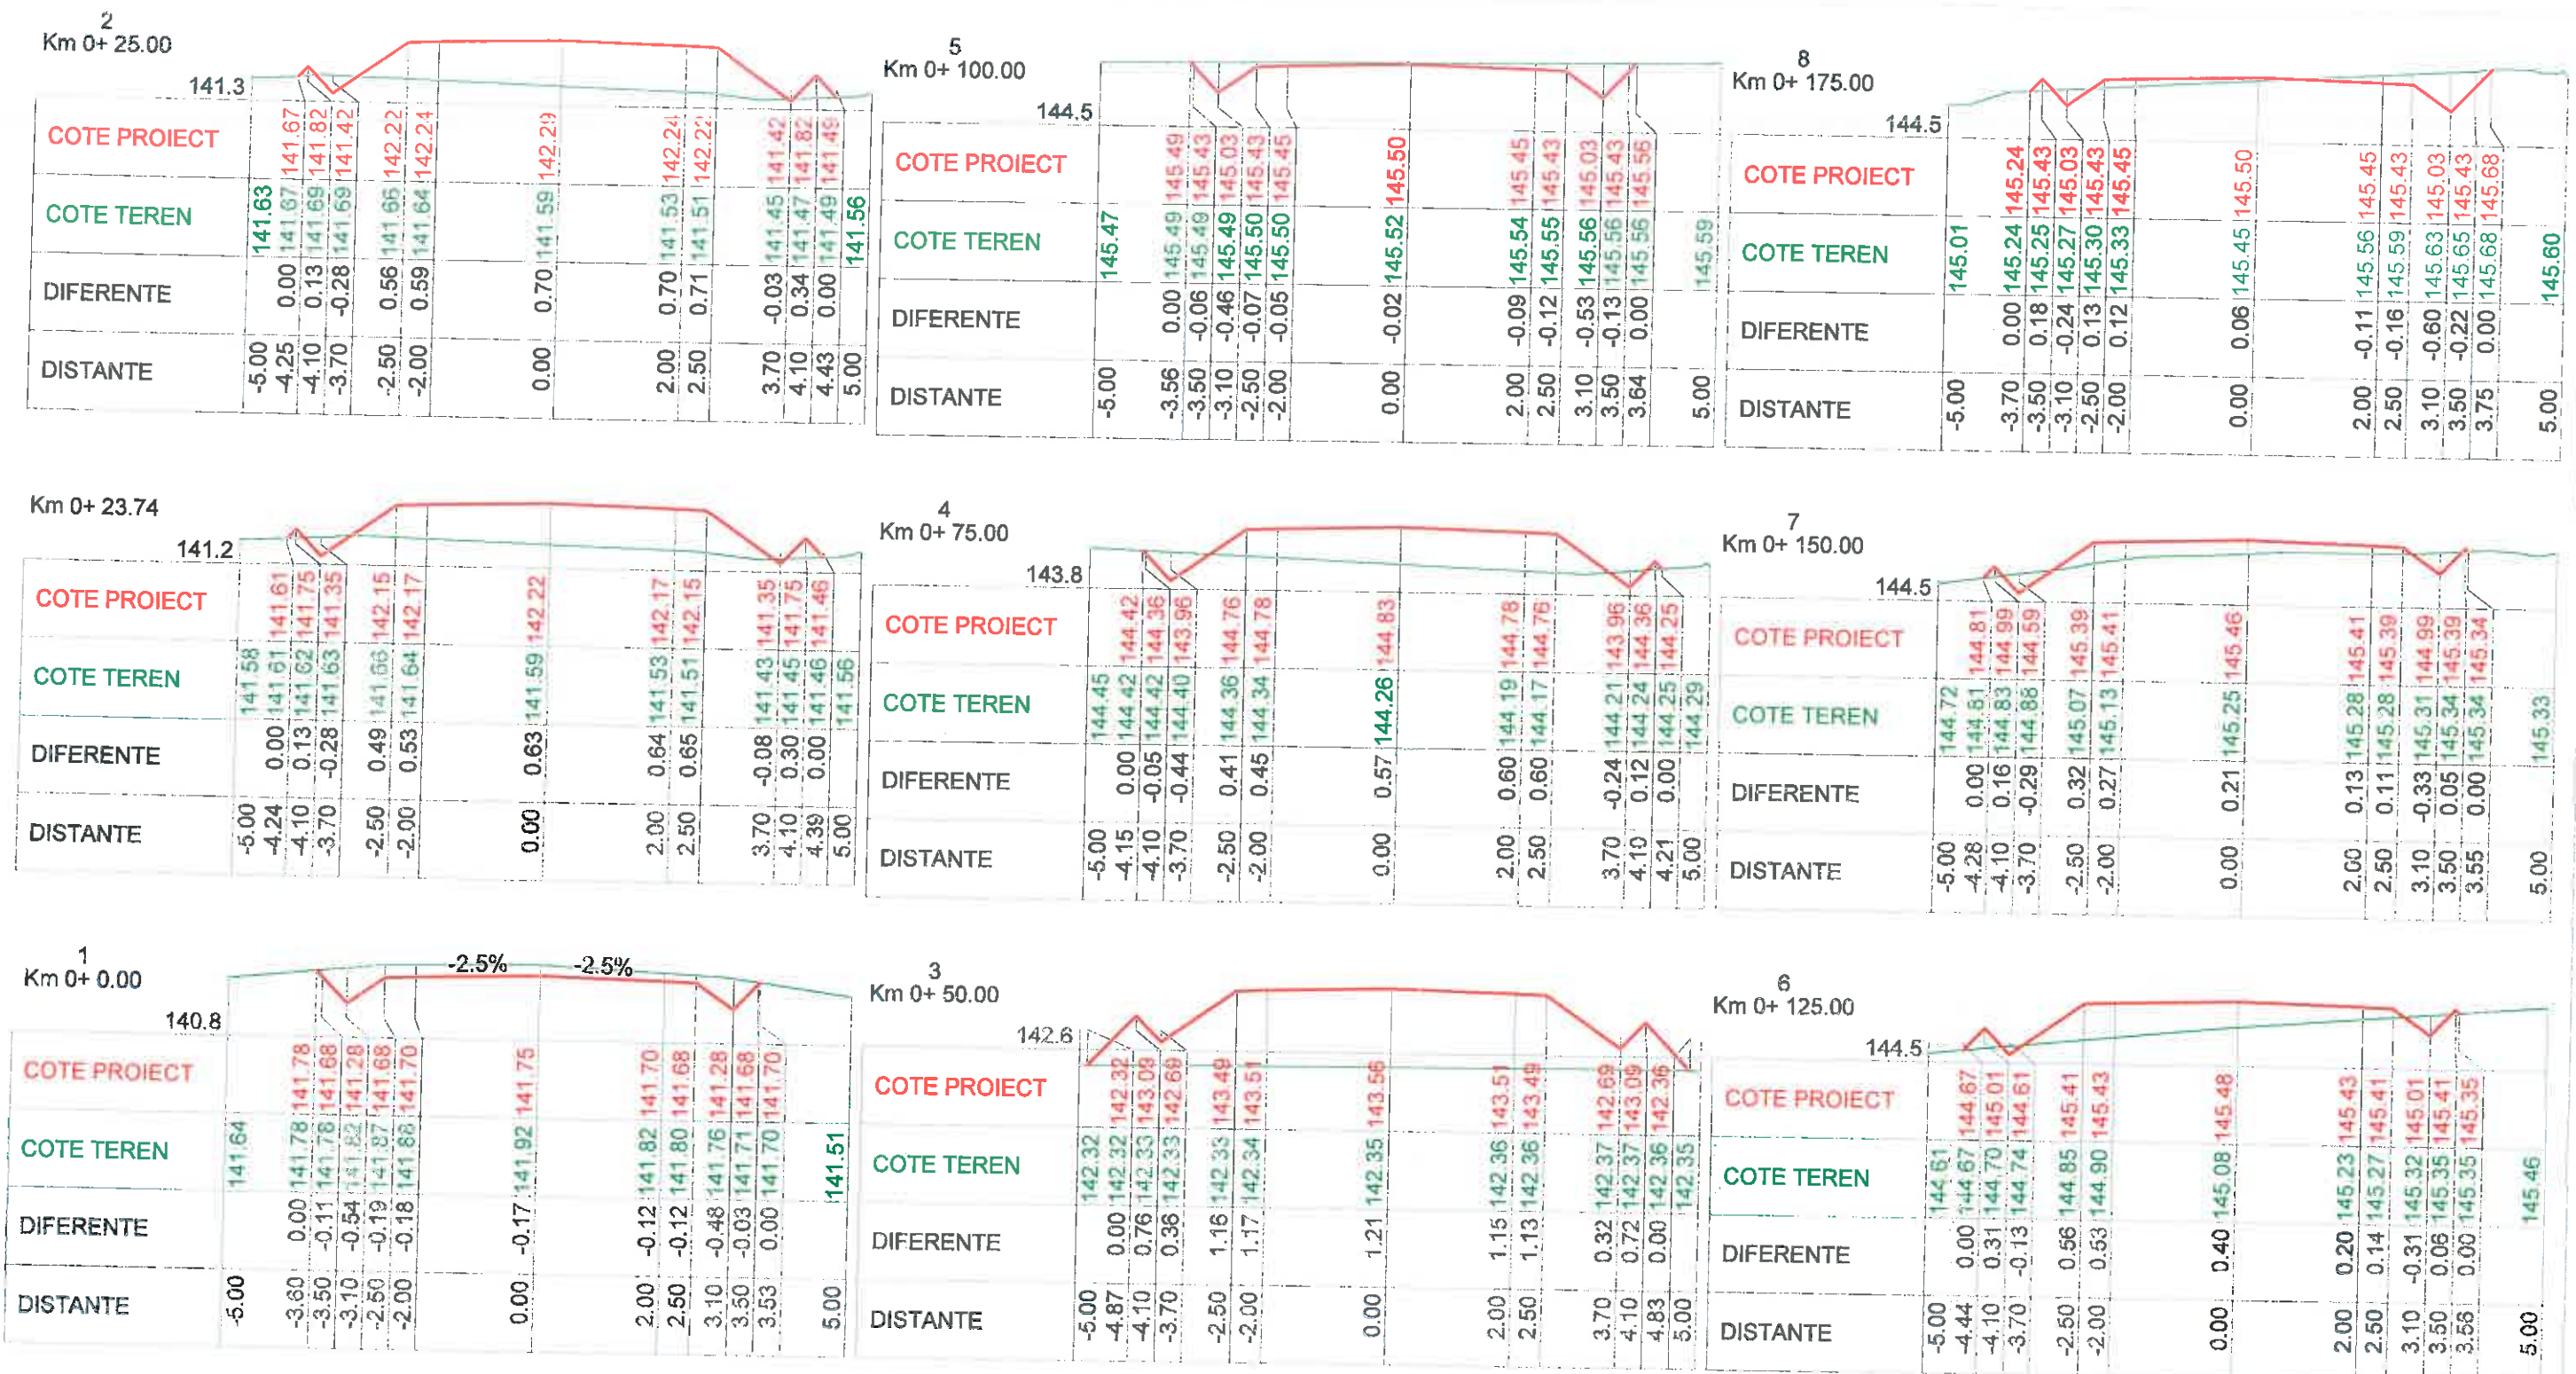 2
Km 0+ 25.00
141.3
COTE PROIECT 141.67 141.82 141.42 142.22 142.24 142.29 142.24 142.22 141.42 141.82 141.49
COTE TEREN 141.63 141.67 141.69 141.69 141.66 141.64 141.59 141.53 141.51 141.45 141.47 141.49 141.56
DIFERENTE 0.00 0.13 -0.28 0.56 0.59 0.70 0.70 0.71 -0.03 0.34 0.00
DISTANTE -5.00 -4.25 -4.10 -3.70 -2.50 -2.00 0.00 2.00 2.50 3.70 4.10 4.43 5.00
5
Km 0+ 100.00
144.5
COTE PROIECT 145.49 145.43 145.03 145.43 145.45 145.50 145.45 145.43 145.03 145.43 145.56
COTE TEREN 145.47 145.49 145.49 145.49 145.50 145.50 145.52 145.54 145.55 145.56 145.56 145.56 145.59
DIFERENTE 0.00 -0.06 -0.46 -0.07 -0.05 -0.02 -0.09 -0.12 -0.53 -0.13 0.00
DISTANTE -5.00 -3.56 -3.50 -3.10 -2.50 -2.00 0.00 2.00 2.50 3.10 3.50 3.64 5.00
8
Km 0+ 175.00
144.5
COTE PROIECT 145.24 145.43 145.03 145.43 145.45 145.50 145.45 145.43 145.03 145.43 145.68
COTE TEREN 145.01 145.24 145.25 145.27 145.30 145.33 145.45 145.56 145.59 145.63 145.65 145.68 145.60
DIFERENTE 0.00 0.18 -0.24 0.13 0.12 0.06 -0.11 -0.16 -0.60 -0.22 0.00
DISTANTE -5.00 -3.70 -3.50 -3.10 -2.50 -2.00 0.00 2.00 2.50 3.10 3.50 3.75 5.00
Km 0+ 23.74
141.2
COTE PROIECT 141.61 141.75 141.35 142.15 142.17 142.22 142.17 142.15 141.35 141.75 141.46
COTE TEREN 141.58 141.61 141.62 141.63 141.66 141.64 141.59 141.53 141.51 141.43 141.45 141.46 141.56
DIFERENTE 0.00 0.13 -0.28 0.49 0.53 0.63 0.64 0.65 -0.08 0.30 0.00
DISTANTE -5.00 -4.24 -4.10 -3.70 -2.50 -2.00 0.00 2.00 2.50 3.70 4.10 4.39 5.00
4
Km 0+ 75.00
143.8
COTE PROIECT 144.42 144.36 143.96 144.76 144.78 144.83 144.78 144.76 143.96 144.36 144.25
COTE TEREN 144.45 144.42 144.42 144.40 144.36 144.34 144.26 144.19 144.17 144.21 144.24 144.25 144.29
DIFERENTE 0.00 -0.05 -0.44 0.41 0.45 0.57 0.60 0.60 -0.24 0.12 0.00
DISTANTE -5.00 -4.15 -4.10 -3.70 -2.50 -2.00 0.00 2.00 2.50 3.70 4.10 4.21 5.00
7
Km 0+ 150.00
144.5
COTE PROIECT 144.81 144.99 144.59 145.39 145.41 145.46 145.41 145.39 144.99 145.39 145.34
COTE TEREN 144.72 144.81 144.83 144.88 145.07 145.13 145.25 145.28 145.28 145.31 145.34 145.34 145.33
DIFERENTE 0.00 0.16 -0.29 0.32 0.27 0.21 0.13 0.11 -0.33 0.05 0.00
DISTANTE -5.00 -4.28 -4.10 -3.70 -2.50 -2.00 0.00 2.00 2.50 3.10 3.50 3.55 5.00
1
Km 0+ 0.00
-2.5% -2.5%
140.8
COTE PROIECT 141.78 141.68 141.28 141.68 141.70 141.75 141.70 141.68 141.28 141.68 141.70
COTE TEREN 141.64 141.78 141.78 141.82 141.87 141.88 141.92 141.82 141.80 141.76 141.71 141.70 141.51
DIFERENTE 0.00 -0.11 -0.54 -0.19 -0.18 -0.17 -0.12 -0.12 -0.48 -0.03 0.00
DISTANTE -5.00 -3.60 -3.50 -3.10 -2.50 -2.00 0.00 2.00 2.50 3.10 3.50 3.53 5.00
3
Km 0+ 50.00
142.6
COTE PROIECT 142.32 143.09 142.69 143.49 143.51 143.56 143.51 143.49 142.69 143.09 142.36
COTE TEREN 142.32 142.32 142.33 142.33 142.33 142.34 142.35 142.36 142.36 142.37 142.37 142.36 142.35
DIFERENTE 0.00 0.76 0.36 1.16 1.17 1.21 1.15 1.13 0.32 0.72 0.00
DISTANTE -5.00 -4.87 -4.10 -3.70 -2.50 -2.00 0.00 2.00 2.50 3.70 4.10 4.83 5.00
6
Km 0+ 125.00
144.5
COTE PROIECT 144.67 145.01 144.61 145.41 145.43 145.48 145.43 145.41 145.01 145.41 145.35
COTE TEREN 144.61 144.67 144.70 144.74 144.85 144.90 145.08 145.23 145.27 145.32 145.35 145.35 145.46
DIFERENTE 0.00 0.31 -0.13 0.56 0.53 0.40 0.20 0.14 -0.31 0.06 0.00
DISTANTE -5.00 -4.44 -4.10 -3.70 -2.50 -2.00 0.00 2.00 2.50 3.10 3.50 3.56 5.00